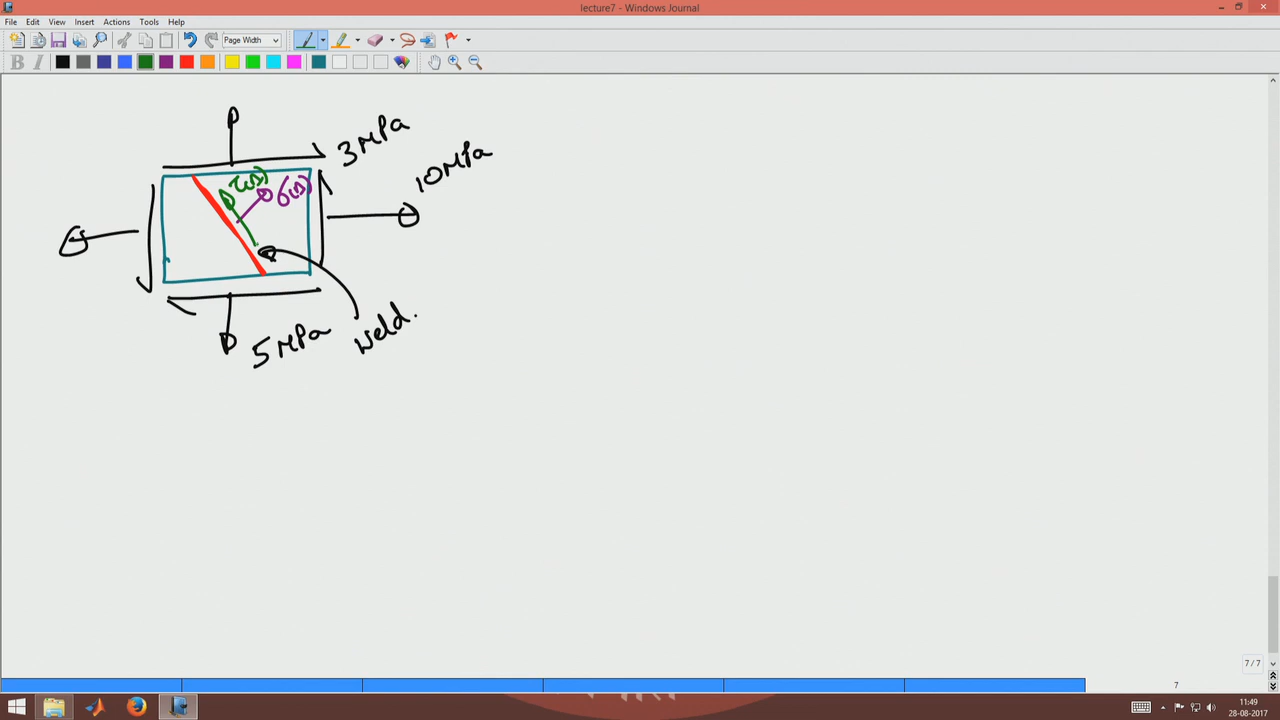 lecture7 - Windows Journal
File Edit View Insert Actions Tools Help
Page Width
B I
3 MPa
10 MPa
τ(s)
σ(s)
5 MPa
Weld.
7 / 7
7
11:49
28-08-2017